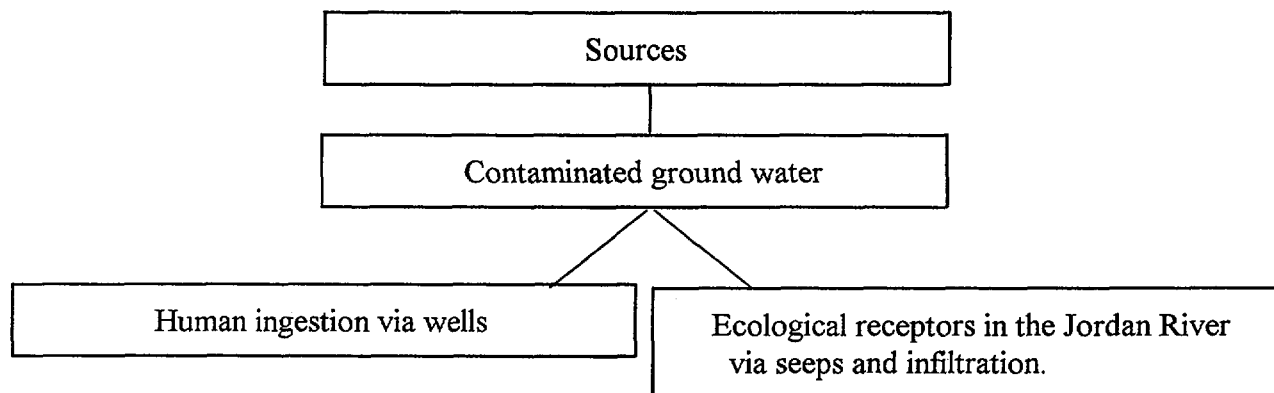 Sources
Contaminated ground water
Human ingestion via wells
Ecological receptors in the Jordan River
via seeps and infiltration.